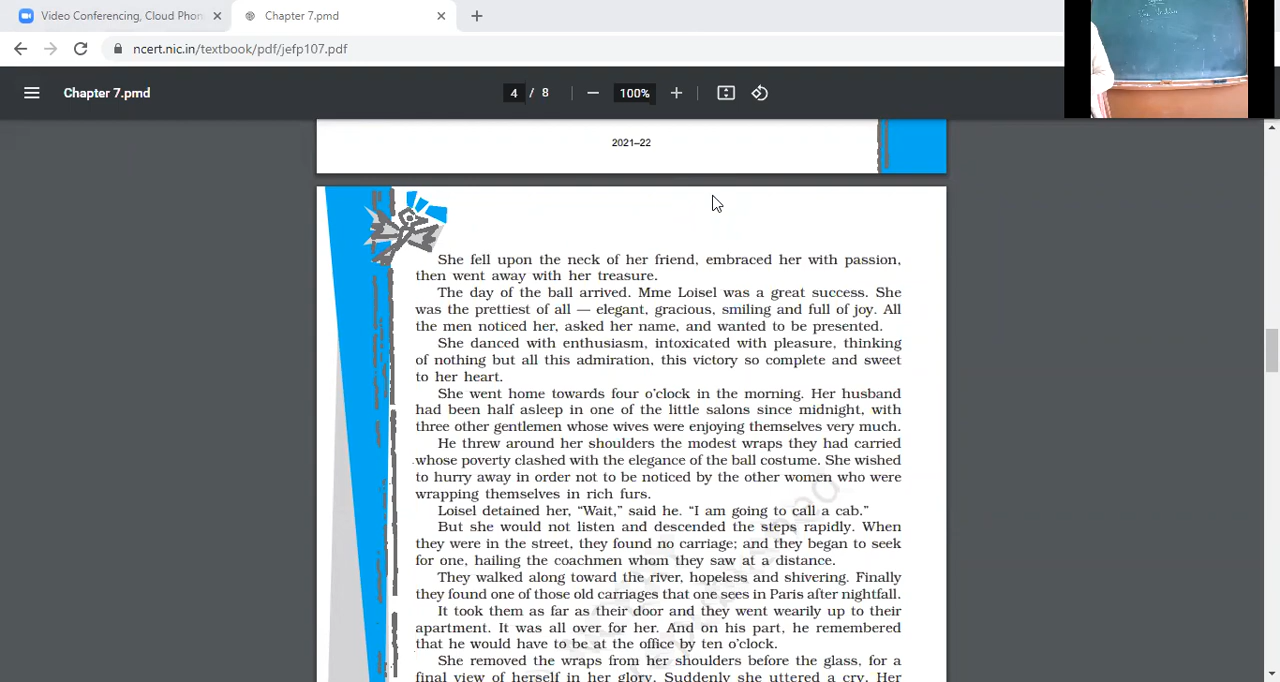 Video Conferencing, Cloud Phon
Chapter 7.pmd
ncert.nic.in/textbook/pdf/jefp107.pdf
Chapter 7.pmd
4 / 8
100%
2021–22
She fell upon the neck of her friend, embraced her with passion,
then went away with her treasure.
The day of the ball arrived. Mme Loisel was a great success. She
was the prettiest of all — elegant, gracious, smiling and full of joy. All
the men noticed her, asked her name, and wanted to be presented.
She danced with enthusiasm, intoxicated with pleasure, thinking
of nothing but all this admiration, this victory so complete and sweet
to her heart.
She went home towards four o'clock in the morning. Her husband
had been half asleep in one of the little salons since midnight, with
three other gentlemen whose wives were enjoying themselves very much.
He threw around her shoulders the modest wraps they had carried
whose poverty clashed with the elegance of the ball costume. She wished
to hurry away in order not to be noticed by the other women who were
wrapping themselves in rich furs.
Loisel detained her, “Wait,” said he. “I am going to call a cab.”
But she would not listen and descended the steps rapidly. When
they were in the street, they found no carriage; and they began to seek
for one, hailing the coachmen whom they saw at a distance.
They walked along toward the river, hopeless and shivering. Finally
they found one of those old carriages that one sees in Paris after nightfall.
It took them as far as their door and they went wearily up to their
apartment. It was all over for her. And on his part, he remembered
that he would have to be at the office by ten o'clock.
She removed the wraps from her shoulders before the glass, for a
final view of herself in her glory. Suddenly she uttered a cry. Her